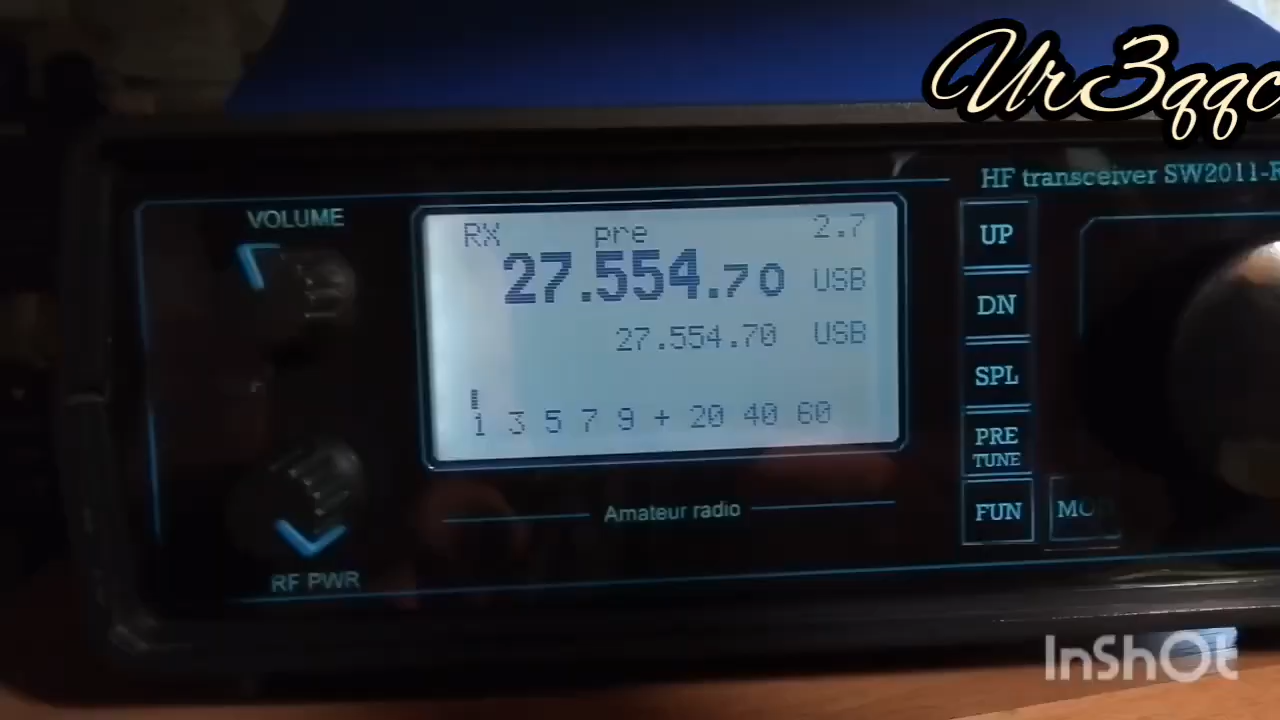 Ur3qqc
HF transceiver SW2011-R
VOLUME
RX pre 2.7
27.554.70 USB
27.554.70 USB
1 3 5 7 9 + 20 40 60
UP
DN
SPL
PRE
TUNE
FUN
Amateur radio
RF PWR
InShOt